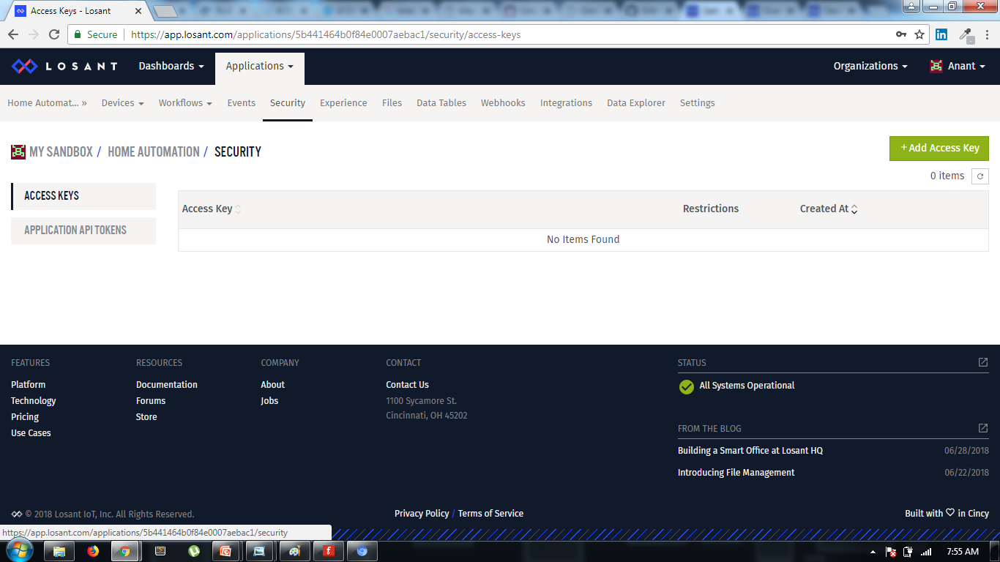 Access Keys - Losant
Secure https://app.losant.com/applications/5b441464b0f84e0007aebac1/security/access-keys
LOSANT Dashboards Applications Organizations Anant
Home Automat... » Devices Workflows Events Security Experience Files Data Tables Webhooks Integrations Data Explorer Settings
MY SANDBOX / HOME AUTOMATION / SECURITY
+ Add Access Key
0 items
ACCESS KEYS
APPLICATION API TOKENS
Access Key Restrictions Created At
No Items Found
FEATURES
Platform
Technology
Pricing
Use Cases
RESOURCES
Documentation
Forums
Store
COMPANY
About
Jobs
CONTACT
Contact Us
1100 Sycamore St.
Cincinnati, OH 45202
STATUS
All Systems Operational
FROM THE BLOG
Building a Smart Office at Losant HQ 06/28/2018
Introducing File Management 06/22/2018
© 2018 Losant IoT, Inc. All Rights Reserved.
Privacy Policy / Terms of Service
Built with ♡ in Cincy
https://app.losant.com/applications/5b441464b0f84e0007aebac1/security
7:55 AM